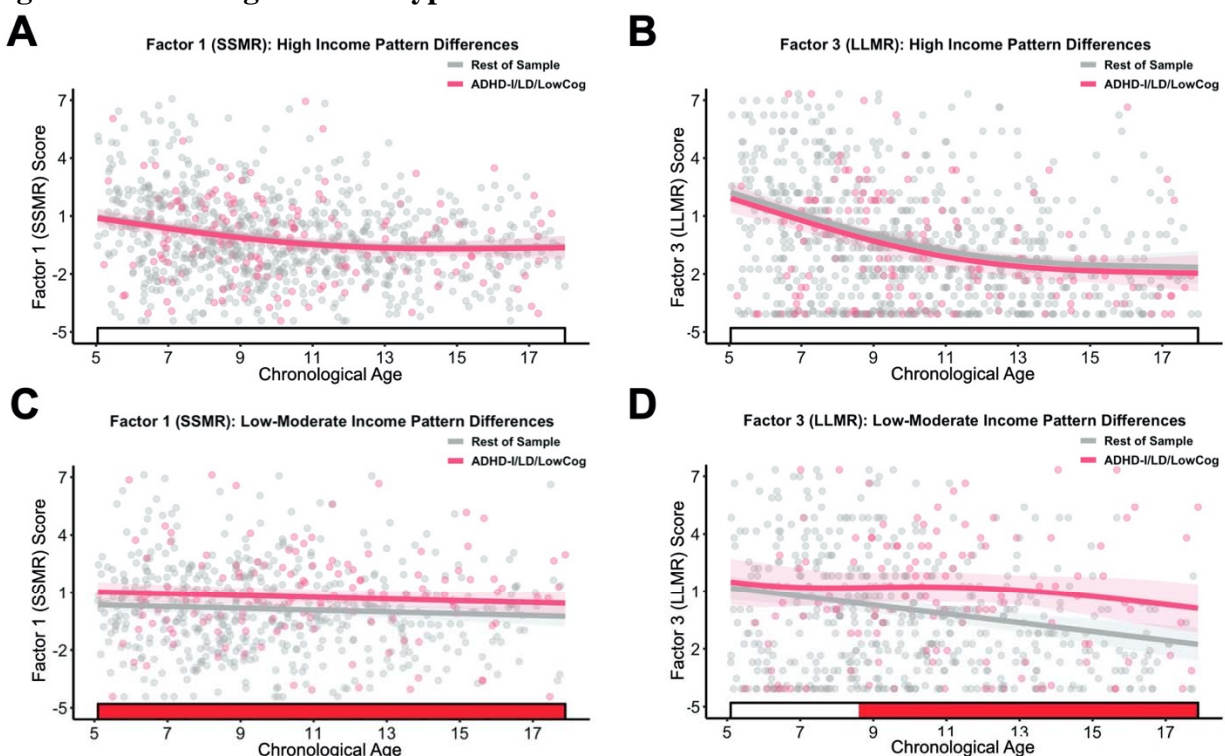 A
Factor 1 (SSMR): High Income Pattern Differences
Rest of Sample
ADHD-I/LD/LowCog
Factor 1 (SSMR) Score
7
4
1
-2
-5
5 7 9 11 13 15 17
Chronological Age
B
Factor 3 (LLMR): High Income Pattern Differences
Rest of Sample
ADHD-I/LD/LowCog
Factor 3 (LLMR) Score
7
4
1
2
-5
5 7 9 11 13 15 17
Chronological Age
C
Factor 1 (SSMR): Low-Moderate Income Pattern Differences
Rest of Sample
ADHD-I/LD/LowCog
Factor 1 (SSMR) Score
7
4
1
-2
-5
5 7 9 11 13 15 17
Chronological Age
D
Factor 3 (LLMR): Low-Moderate Income Pattern Differences
Rest of Sample
ADHD-I/LD/LowCog
Factor 3 (LLMR) Score
7
4
1
2
-5
5 7 9 11 13 15 17
Chronological Age